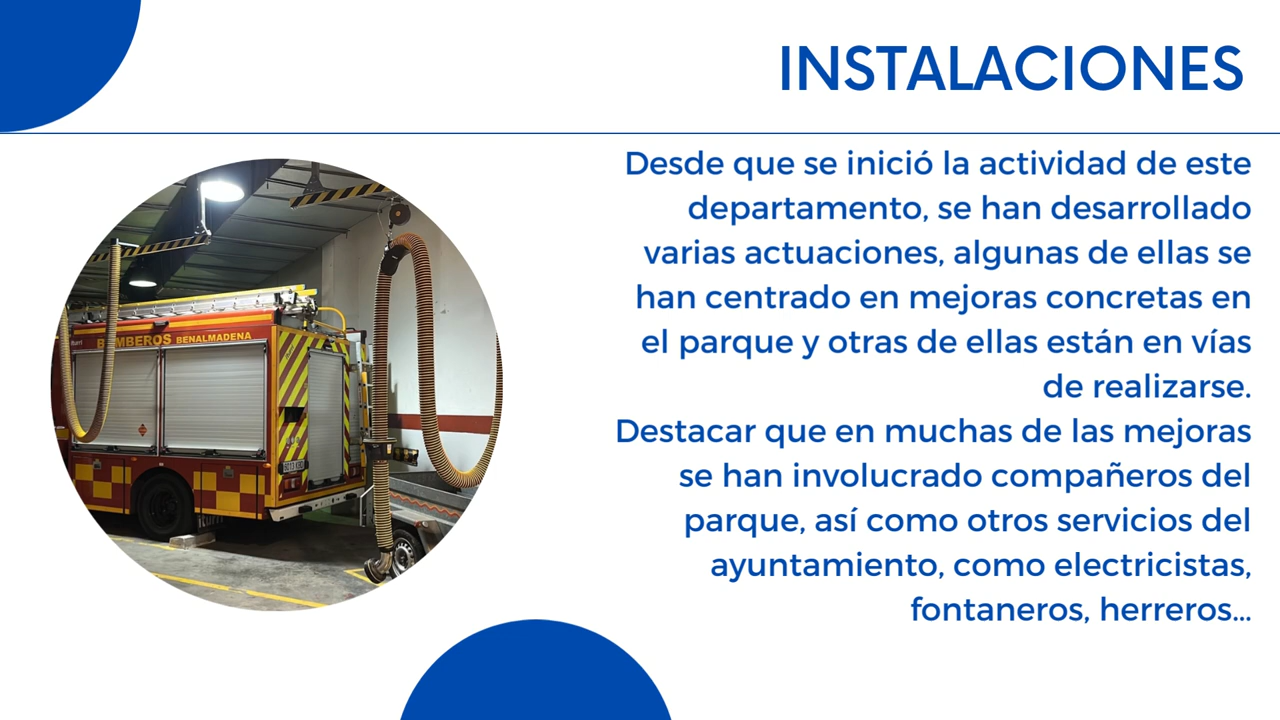 INSTALACIONES
Desde que se inició la actividad de este
departamento, se han desarrollado
varias actuaciones, algunas de ellas se
han centrado en mejoras concretas en
el parque y otras de ellas están en vías
de realizarse.
Destacar que en muchas de las mejoras
se han involucrado compañeros del
parque, así como otros servicios del
ayuntamiento, como electricistas,
fontaneros, herreros...
BOMBEROS BENALMADENA